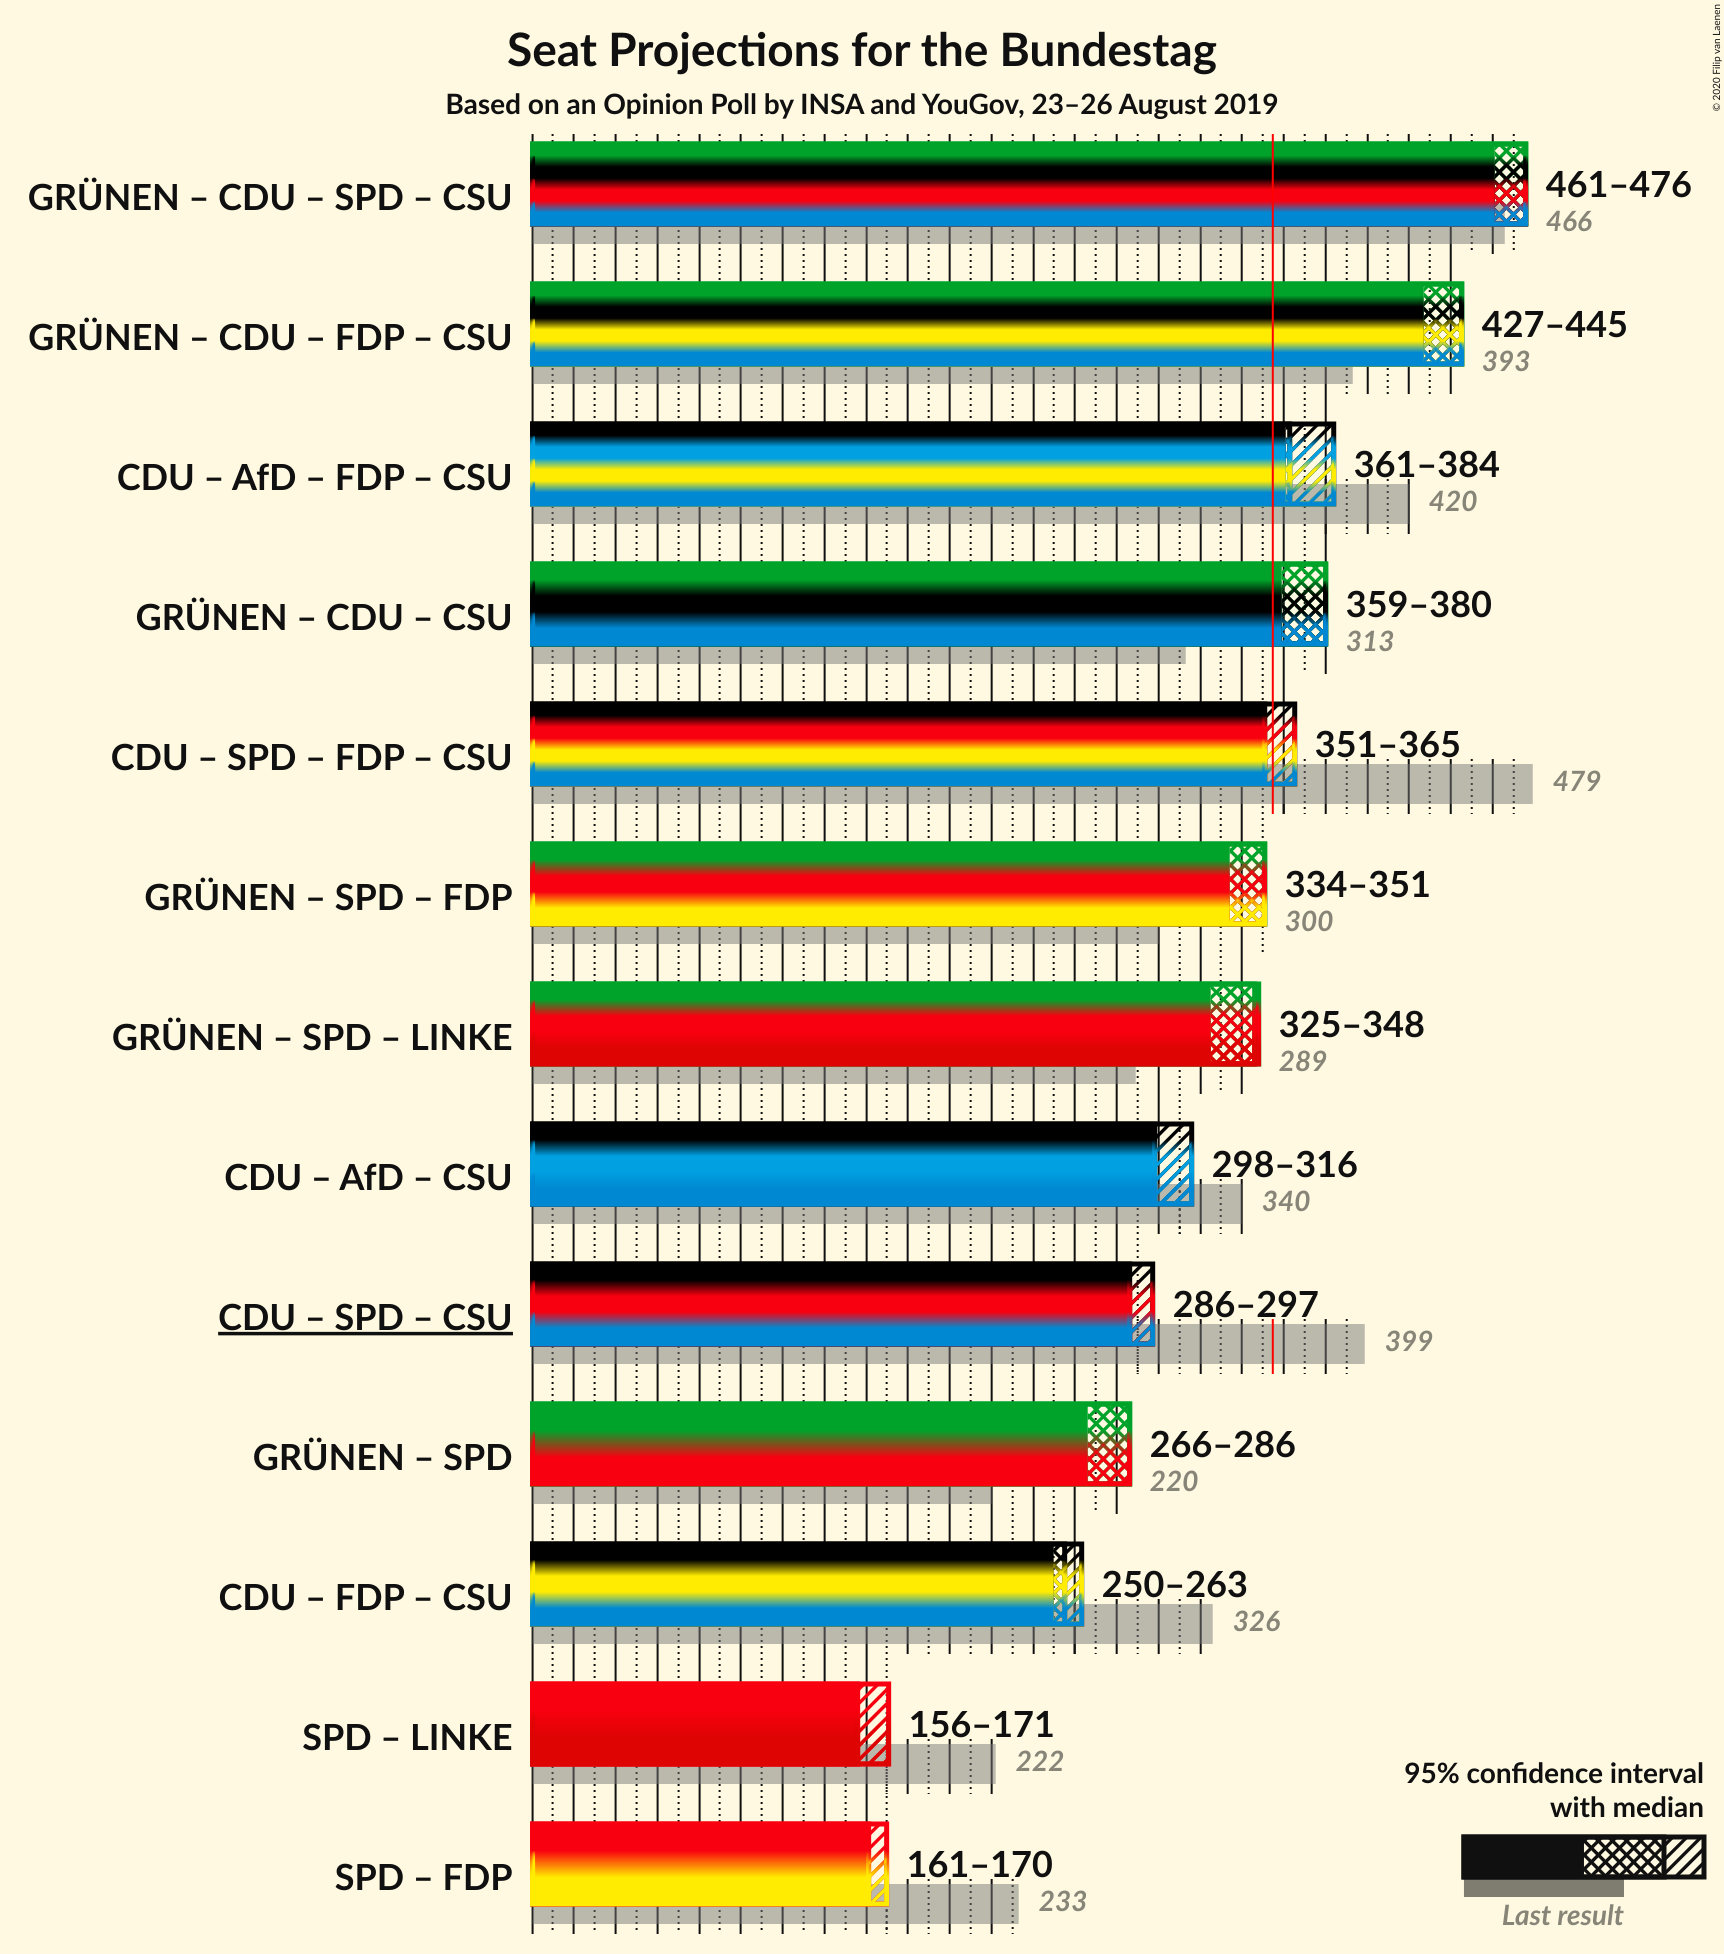 Seat Projections for the Bundestag
Based on an Opinion Poll by INSA and YouGov, 23–26 August 2019
© 2020 Filip van Laenen
GRÜNEN – CDU – SPD – CSU
461–476
466
GRÜNEN – CDU – FDP – CSU
427–445
393
CDU – AfD – FDP – CSU
361–384
420
GRÜNEN – CDU – CSU
359–380
313
CDU – SPD – FDP – CSU
351–365
479
GRÜNEN – SPD – FDP
334–351
300
GRÜNEN – SPD – LINKE
325–348
289
CDU – AfD – CSU
298–316
340
CDU – SPD – CSU
286–297
399
GRÜNEN – SPD
266–286
220
CDU – FDP – CSU
250–263
326
SPD – LINKE
156–171
222
SPD – FDP
161–170
233
95% confidence interval
with median
Last result